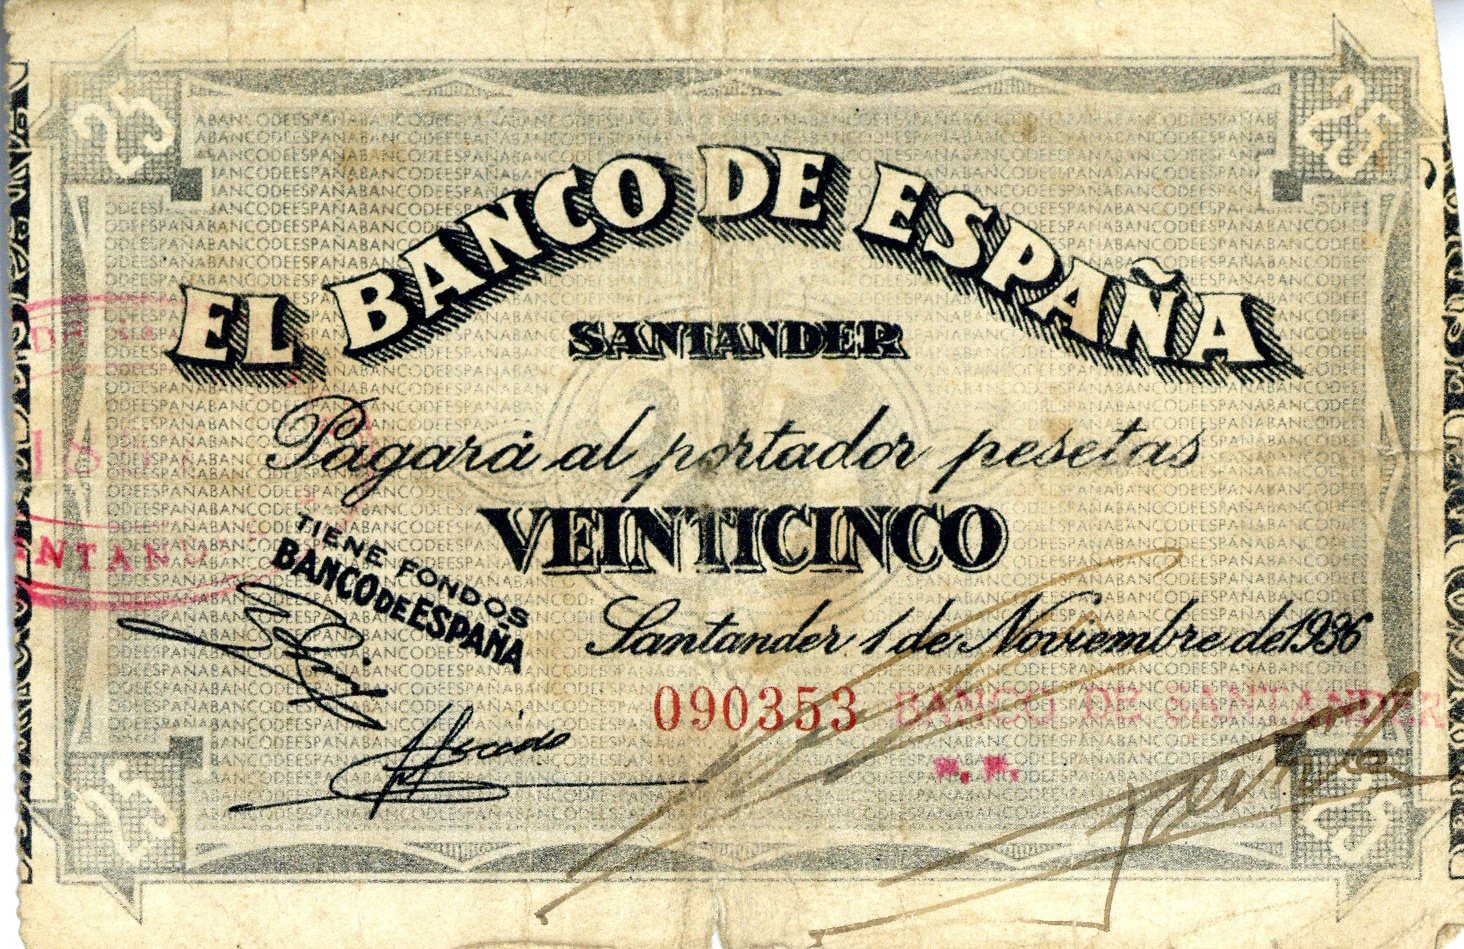 25
25
EL BANCO DE ESPAÑA
SANTANDER
Pagará al portador pesetas
VEINTICINCO
TIENE FONDOS
BANCO DE ESPAÑA
Santander 1 de Noviembre de 1936
090353
BANCO DE SANTANDER
P. P.
25
25